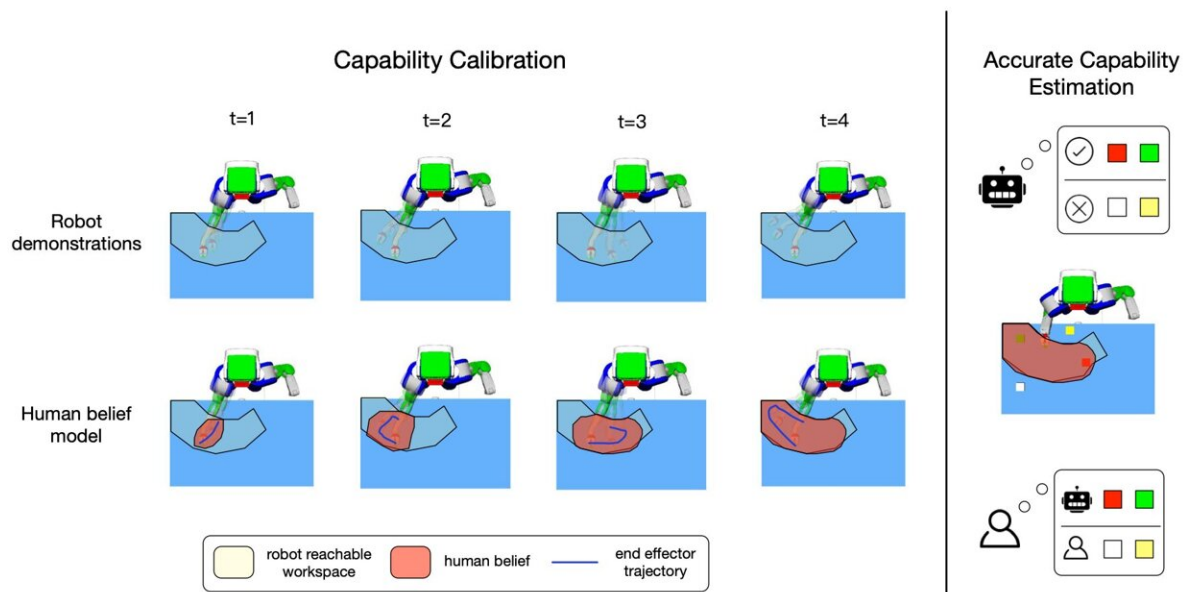 Capability Calibration
Accurate Capability
Estimation
t=1
t=2
t=3
t=4
Robot
demonstrations
Human belief
model
robot reachable
workspace
human belief
end effector
trajectory